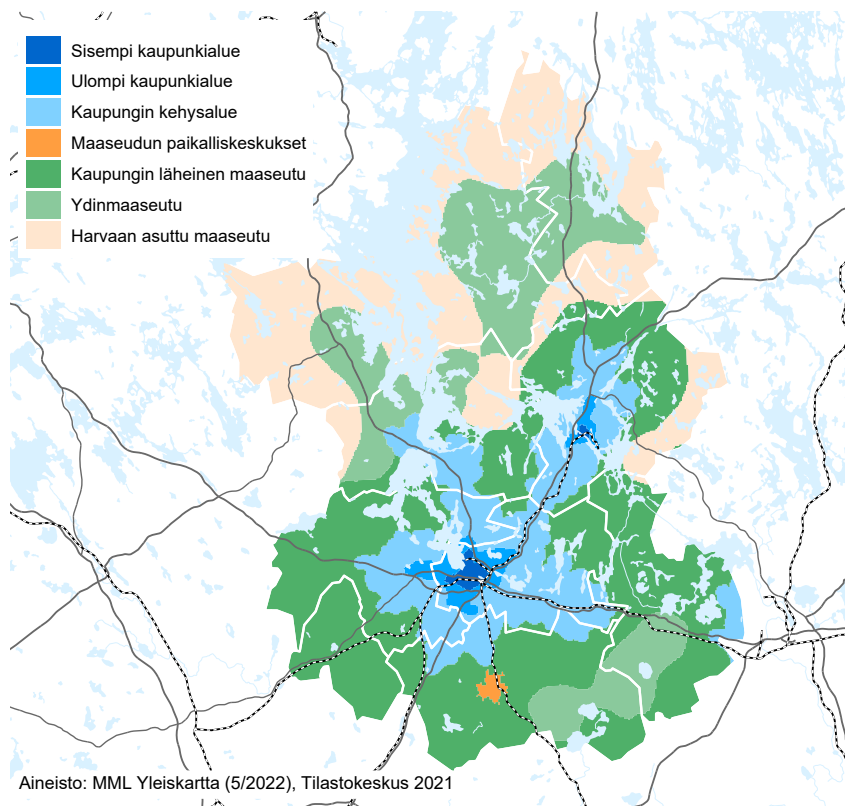 Sisempi kaupunkialue
Ulompi kaupunkialue
Kaupungin kehysalue
Maaseudun paikalliskeskukset
Kaupungin läheinen maaseutu
Ydinmaaseutu
Harvaan asuttu maaseutu
Aineisto: MML Yleiskartta (5/2022), Tilastokeskus 2021